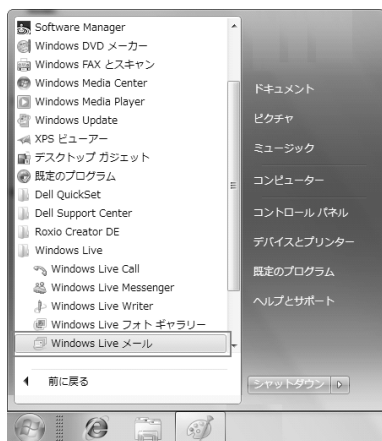 Software Manager
Windows DVD メーカー
Windows FAX とスキャン
Windows Media Center
Windows Media Player
Windows Update
XPS ビューアー
デスクトップ ガジェット
既定のプログラム
Dell QuickSet
Dell Support Center
Roxio Creator DE
Windows Live
Windows Live Call
Windows Live Messenger
Windows Live Writer
Windows Live フォト ギャラリー
Windows Live メール
前に戻る
ドキュメント
ピクチャ
ミュージック
コンピューター
コントロール パネル
デバイスとプリンター
既定のプログラム
ヘルプとサポート
シャットダウン